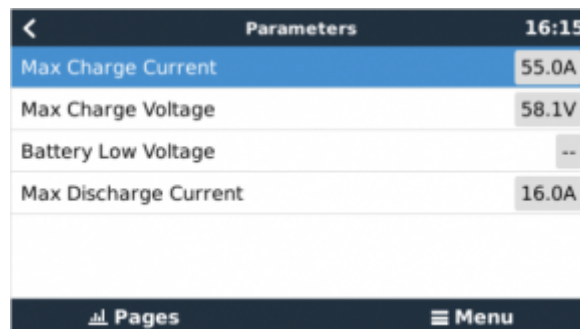 Parameters 16:15
Max Charge Current 55.0A
Max Charge Voltage 58.1V
Battery Low Voltage --
Max Discharge Current 16.0A
Pages Menu